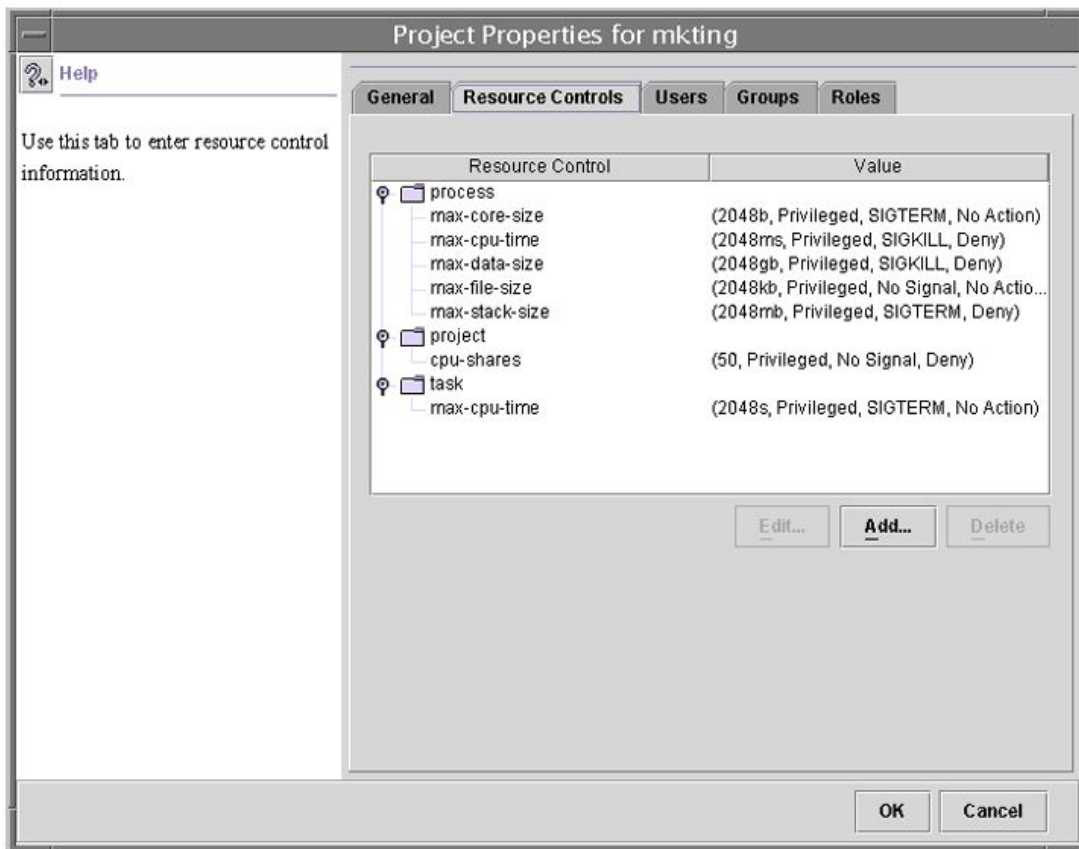 Project Properties for mkting
Help
Use this tab to enter resource control
information.
General Resource Controls Users Groups Roles
Resource Control Value
process
max-core-size (2048b, Privileged, SIGTERM, No Action)
max-cpu-time (2048ms, Privileged, SIGKILL, Deny)
max-data-size (2048gb, Privileged, SIGKILL, Deny)
max-file-size (2048kb, Privileged, No Signal, No Actio...
max-stack-size (2048mb, Privileged, SIGTERM, Deny)
project
cpu-shares (50, Privileged, No Signal, Deny)
task
max-cpu-time (2048s, Privileged, SIGTERM, No Action)
Edit... Add... Delete
OK Cancel